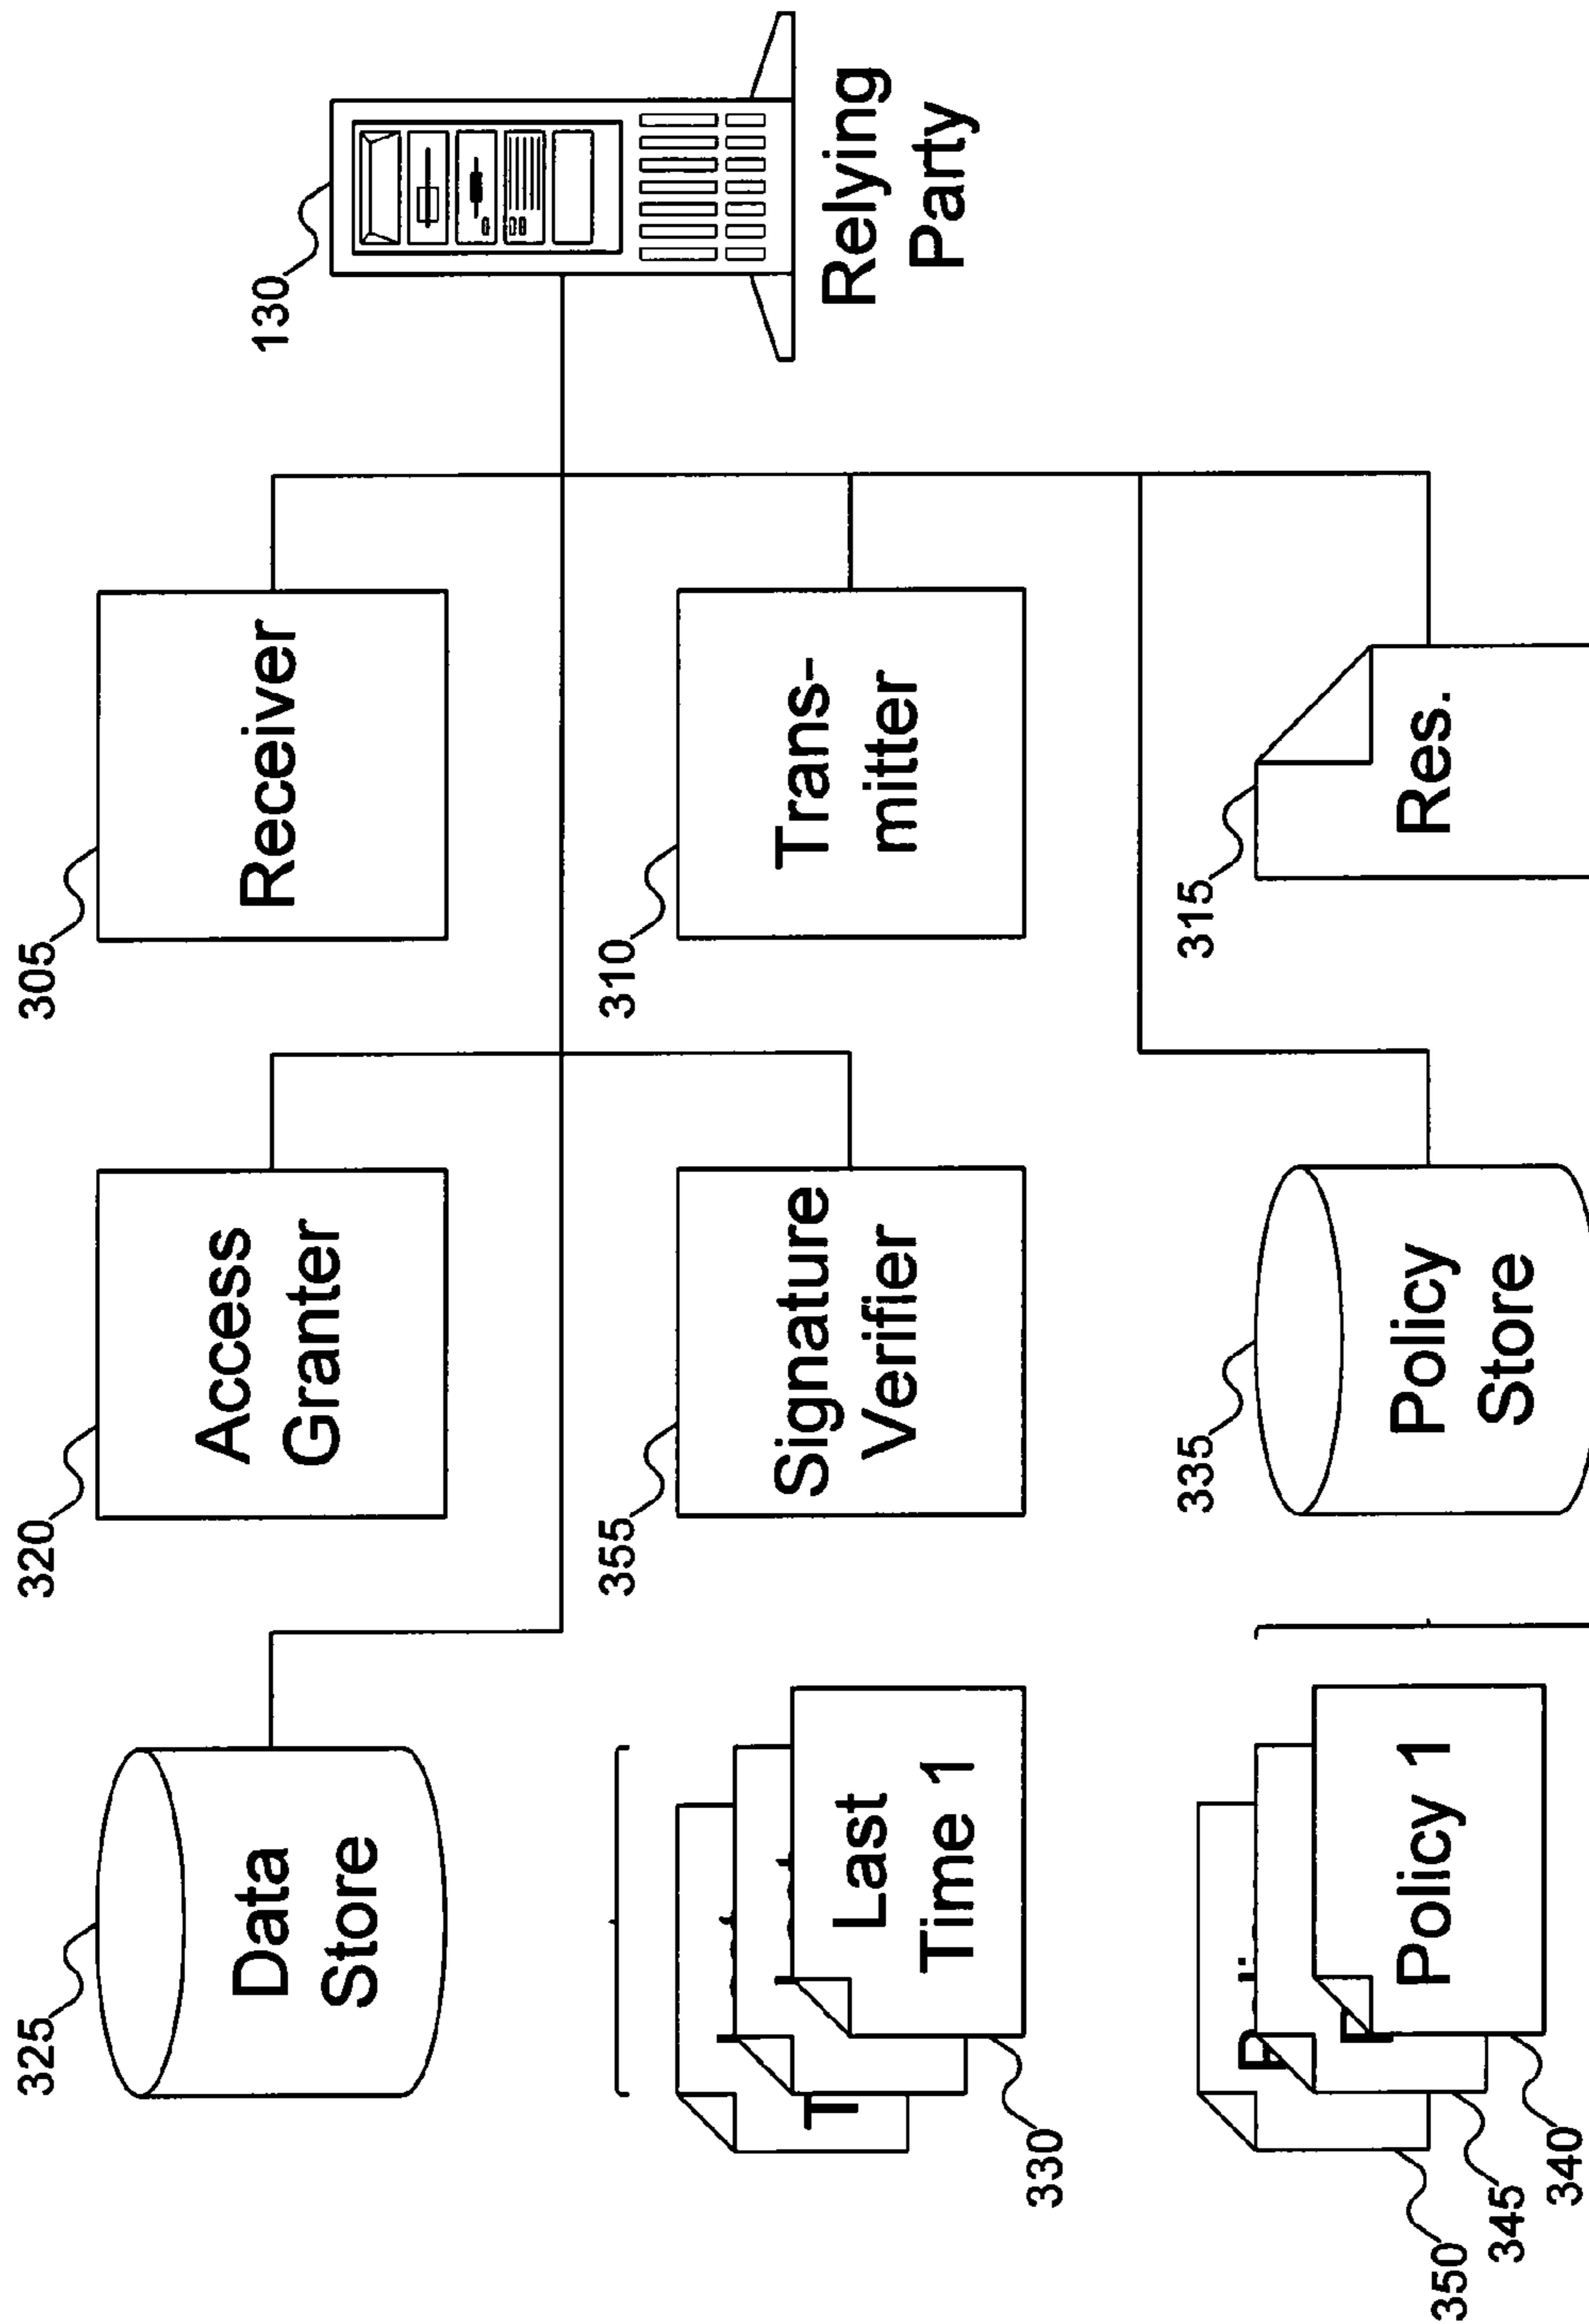 325
Data
Store
320
Access
Granter
305
Receiver
130
Relying
Party
Last
Time 1
330
355
Signature
Verifier
310
Trans-
mitter
350
345
340
Policy 1
335
Policy
Store
315
Res.